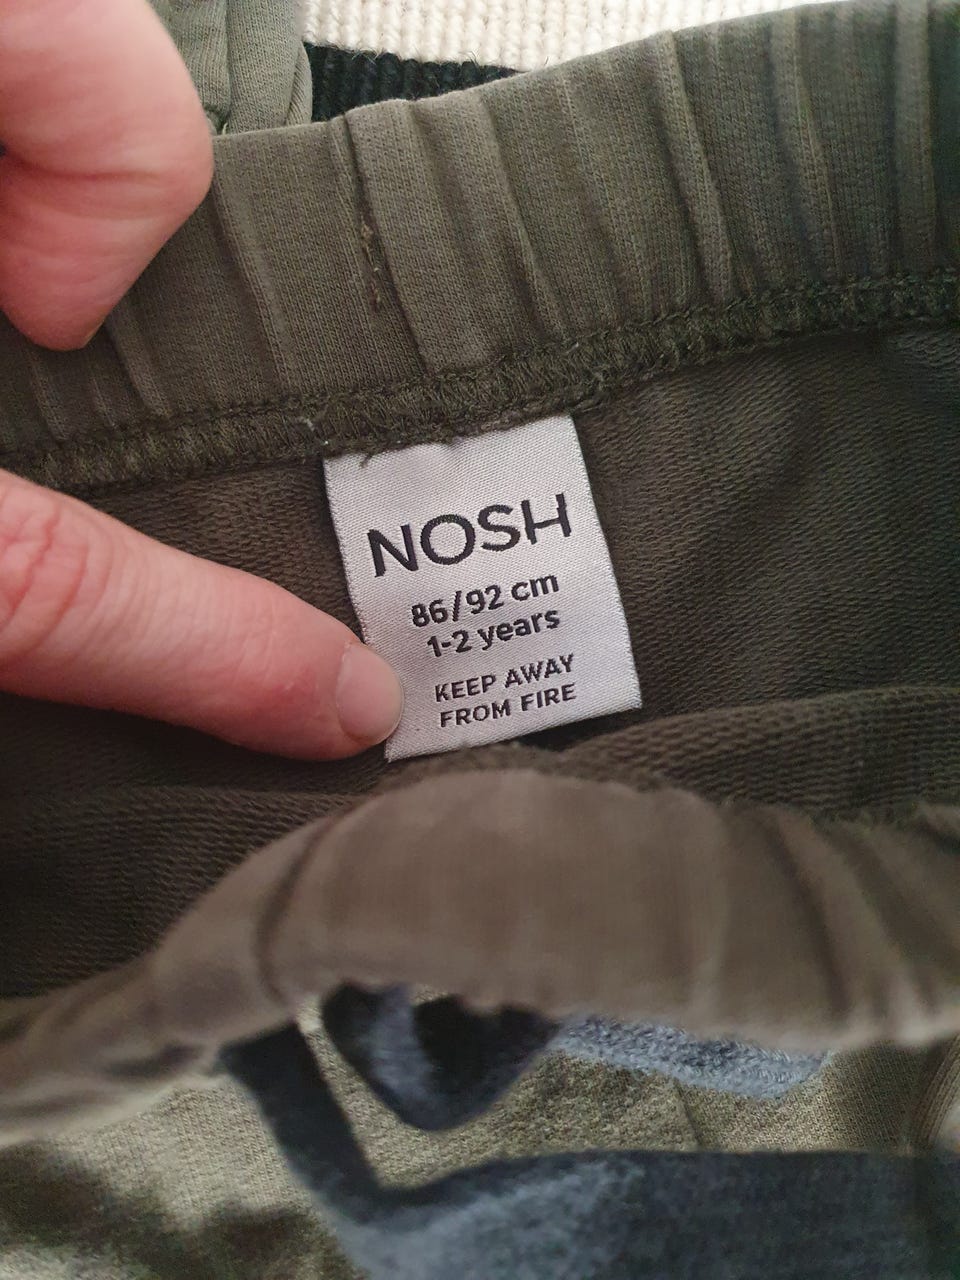 NOSH
86/92 cm
1-2 years
KEEP AWAY
FROM FIRE